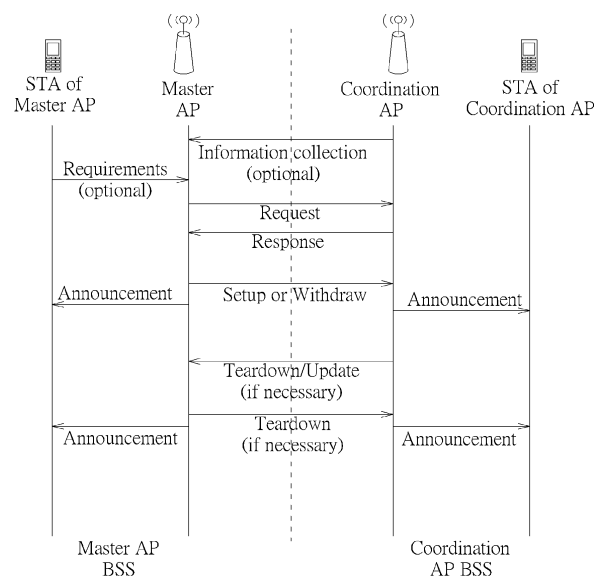 STA of
Master AP
Master
AP
Coordination
AP
STA of
Coordination AP
Information collection
(optional)
Requirements
(optional)
Request
Response
Setup or Withdraw
Announcement
Announcement
Teardown/Update
(if necessary)
Teardown
(if necessary)
Announcement
Announcement
Master AP
BSS
Coordination
AP BSS